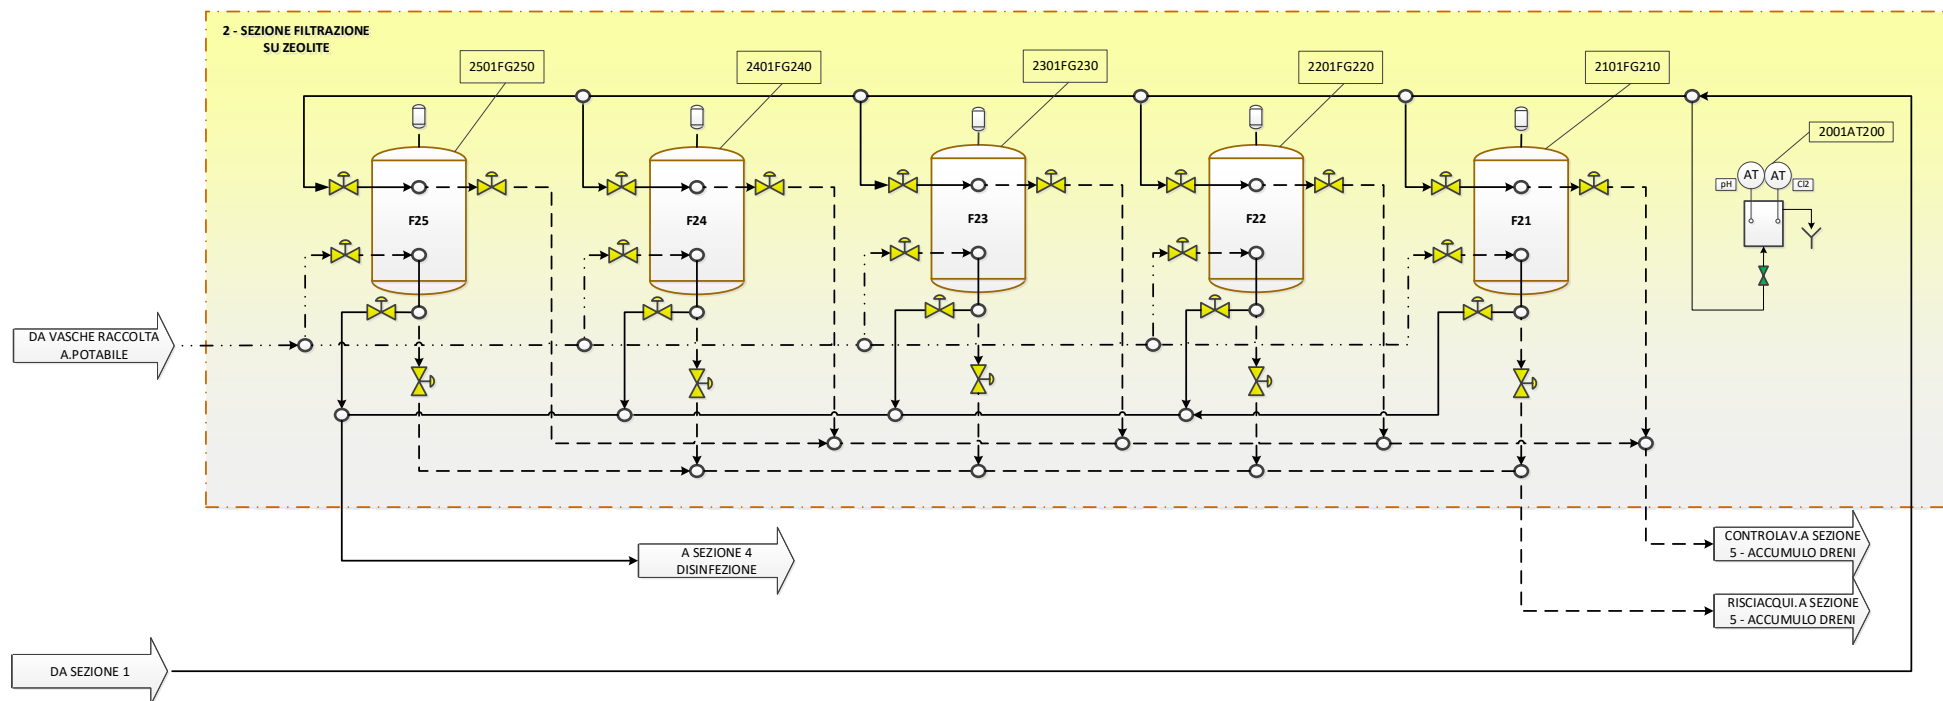 2 - SEZIONE FILTRAZIONE
SU ZEOLITE
2501FG250
2401FG240
2301FG230
2201FG220
2101FG210
2001AT200
pH
AT
AT
Cl2
F25
F24
F23
F22
F21
DA VASCHE RACCOLTA
A.POTABILE
A SEZIONE 4
DISINFEZIONE
CONTROLAV.A SEZIONE
5 - ACCUMULO DRENI
RISCIACQUI.A SEZIONE
5 - ACCUMULO DRENI
DA SEZIONE 1